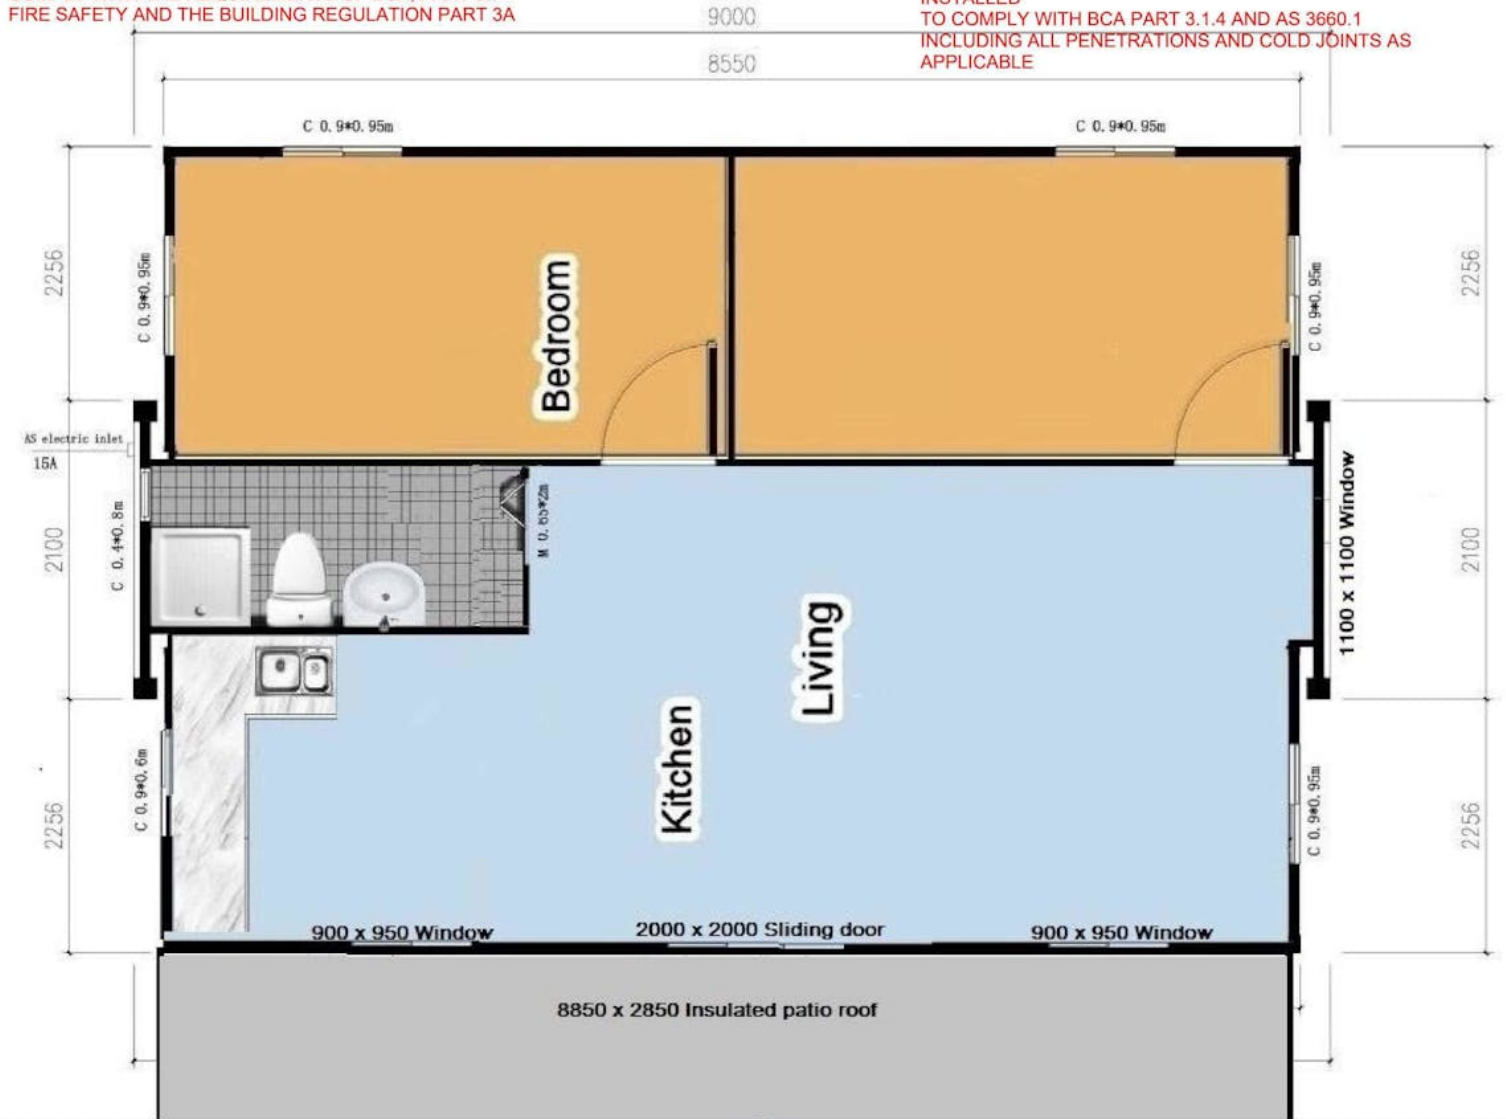 FIRE SAFETY AND THE BUILDING REGULATION PART 3A
INSTALLED
TO COMPLY WITH BCA PART 3.1.4 AND AS 3660.1
INCLUDING ALL PENETRATIONS AND COLD JOINTS AS
APPLICABLE
9000
8550
C 0.9*0.95m
C 0.9*0.95m
2256
C 0.9*0.95m
Bedroom
C 0.9*0.95m
2256
AS electric inlet
15A
2100
C 0.4*0.8m
M 0.65*2m
1100 x 1100 Window
2100
Living
Kitchen
2256
C 0.9*0.6m
C 0.9*0.95m
2256
900 x 950 Window
2000 x 2000 Sliding door
900 x 950 Window
8850 x 2850 Insulated patio roof